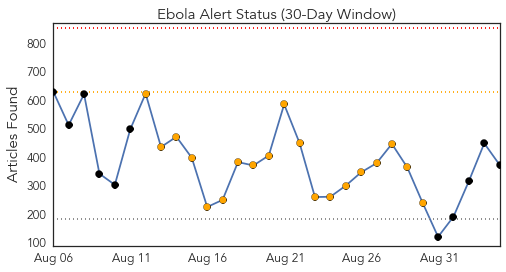 Ebola Alert Status (30-Day Window)
Articles Found
800
700
600
500
400
300
200
100
Aug 06
Aug 11
Aug 16
Aug 21
Aug 26
Aug 31